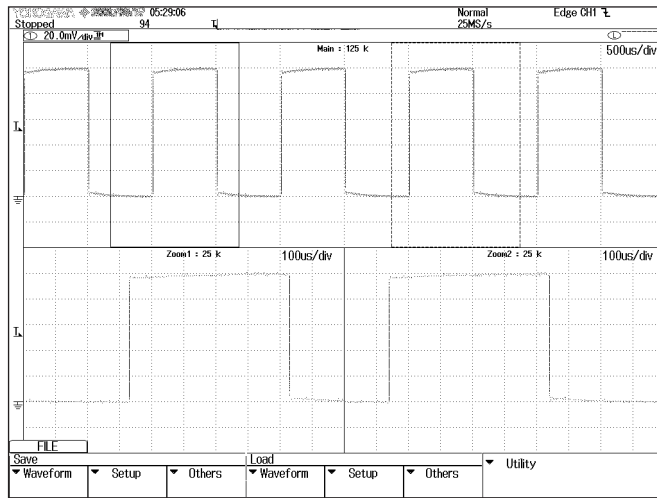 05:29:06 Normal Edge CH1
Stopped 94 25MS/s
1 20.0mV/div
Main : 125 k 500us/div
Zoom1 : 25 k 100us/div Zoom2 : 25 k 100us/div
FILE
Save Load
Waveform Setup Others Waveform Setup Others Utility